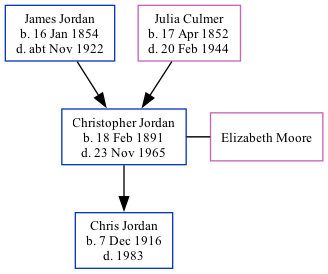 James Jordan
b. 16 Jan 1854
d. abt Nov 1922
Julia Culmer
b. 17 Apr 1852
d. 20 Feb 1944
Christopher Jordan
b. 18 Feb 1891
d. 23 Nov 1965
Elizabeth Moore
Chris Jordan
b. 7 Dec 1916
d. 1983